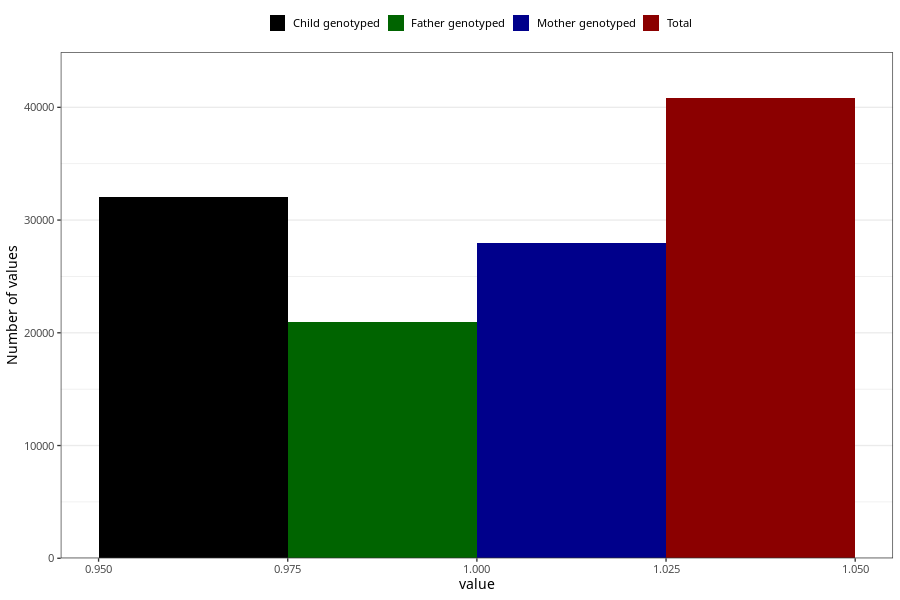 Child genotyped Father genotyped Mother genotyped Total
Number of values
40000
30000
20000
10000
0
0.950 0.975 1.000 1.025 1.050
value